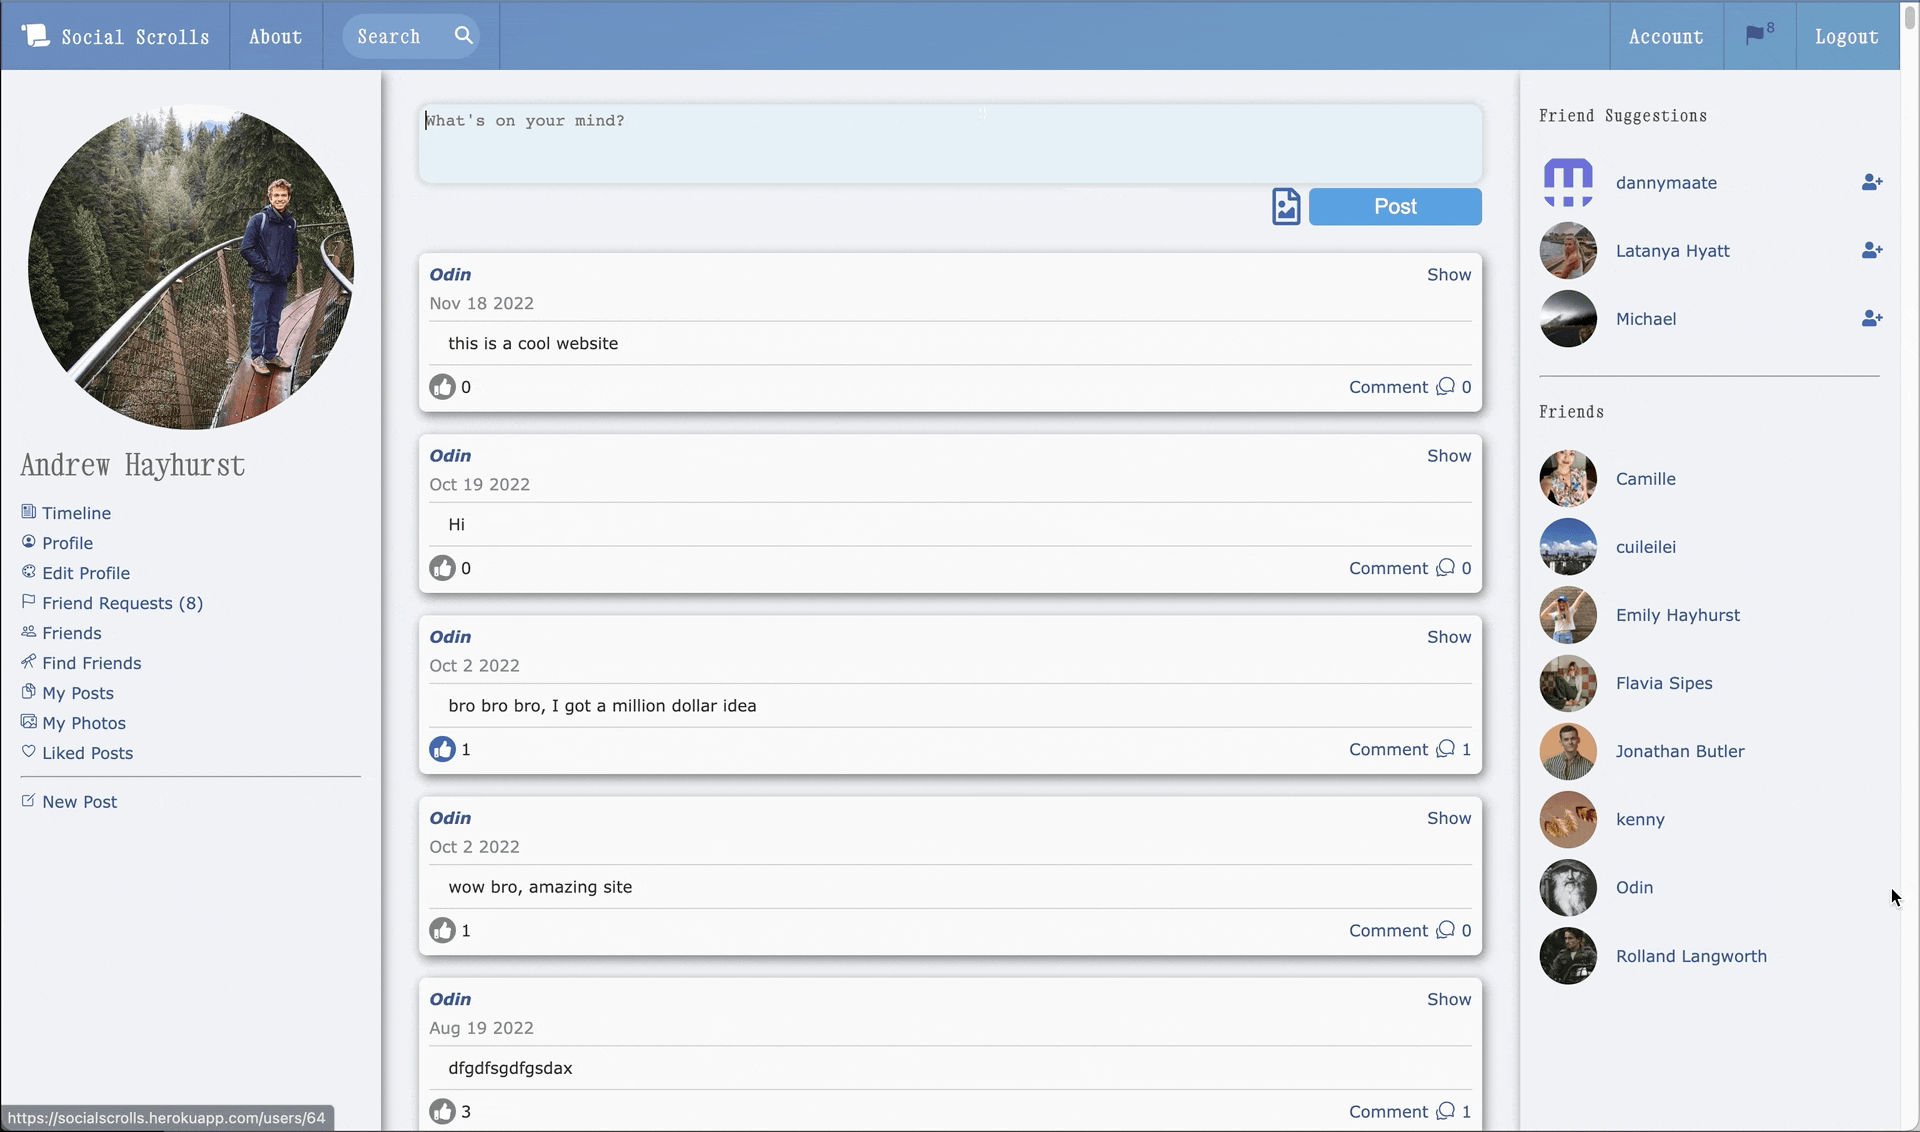 Social Scrolls
About
Search
Account
8
Logout
Andrew Hayhurst
Timeline
Profile
Edit Profile
Friend Requests (8)
Friends
Find Friends
My Posts
My Photos
Liked Posts
New Post
What's on your mind?
Post
Odin
Show
Nov 18 2022
this is a cool website
0
Comment 0
Odin
Show
Oct 19 2022
Hi
0
Comment 0
Odin
Show
Oct 2 2022
bro bro bro, I got a million dollar idea
1
Comment 1
Odin
Show
Oct 2 2022
wow bro, amazing site
1
Comment 0
Odin
Show
Aug 19 2022
dfgdfsgdfgsdax
3
Comment 1
Friend Suggestions
dannymaate
Latanya Hyatt
Michael
Friends
Camille
cuileilei
Emily Hayhurst
Flavia Sipes
Jonathan Butler
kenny
Odin
Rolland Langworth
https://socialscrolls.herokuapp.com/users/64